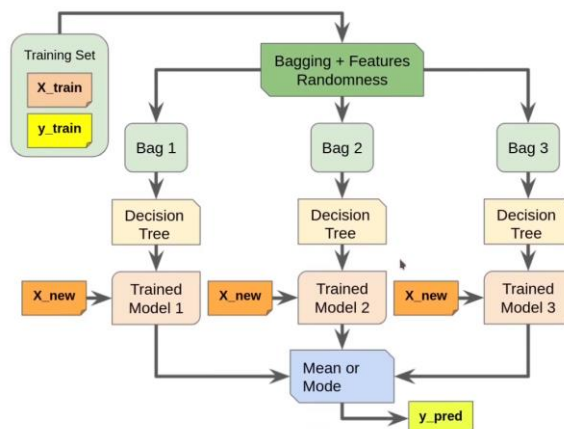 Training Set
X_train
y_train
Bagging + Features
Randomness
Bag 1
Bag 2
Bag 3
Decision
Tree
Decision
Tree
Decision
Tree
X_new
Trained
Model 1
X_new
Trained
Model 2
X_new
Trained
Model 3
Mean or
Mode
y_pred